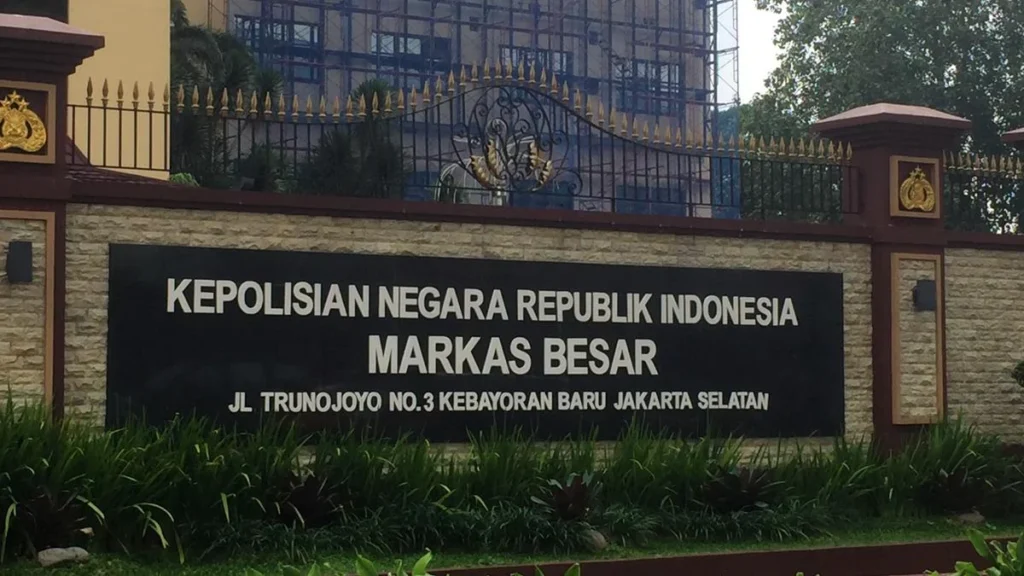 KEPOLISIAN NEGARA REPUBLIK INDONESIA
MARKAS BESAR
JL TRUNOJOYO NO.3 KEBAYORAN BARU JAKARTA SELATAN